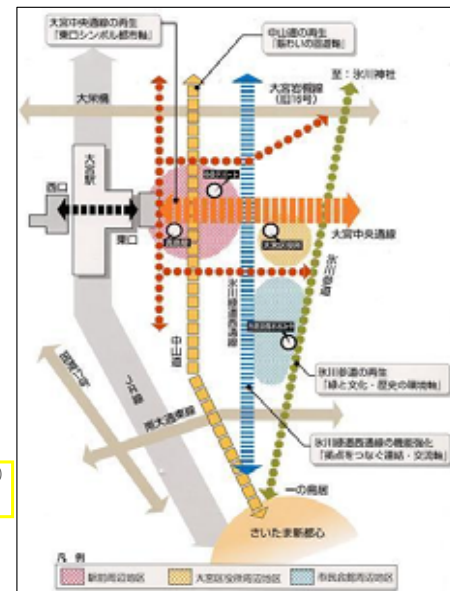 大宮中央通線の再生
「東口シンボル都市軸」
中山道の再生
「賑わいの回遊軸」
大宮岩槻線
(旧16号)
至:氷川神社
大栄橋
大宮駅
西口
東口
大宮区役所
大宮中央通線
氷川参道
中山道
氷川緑道西通線
氷川参道の再生
「緑と文化・歴史の環境軸」
南大通東線
氷川緑道西通線の機能強化
「拠点をつなぐ連結・交流軸」
一の鳥居
さいたま新都心
凡 例
駅前周辺地区
大宮区役所周辺地区
市民会館周辺地区